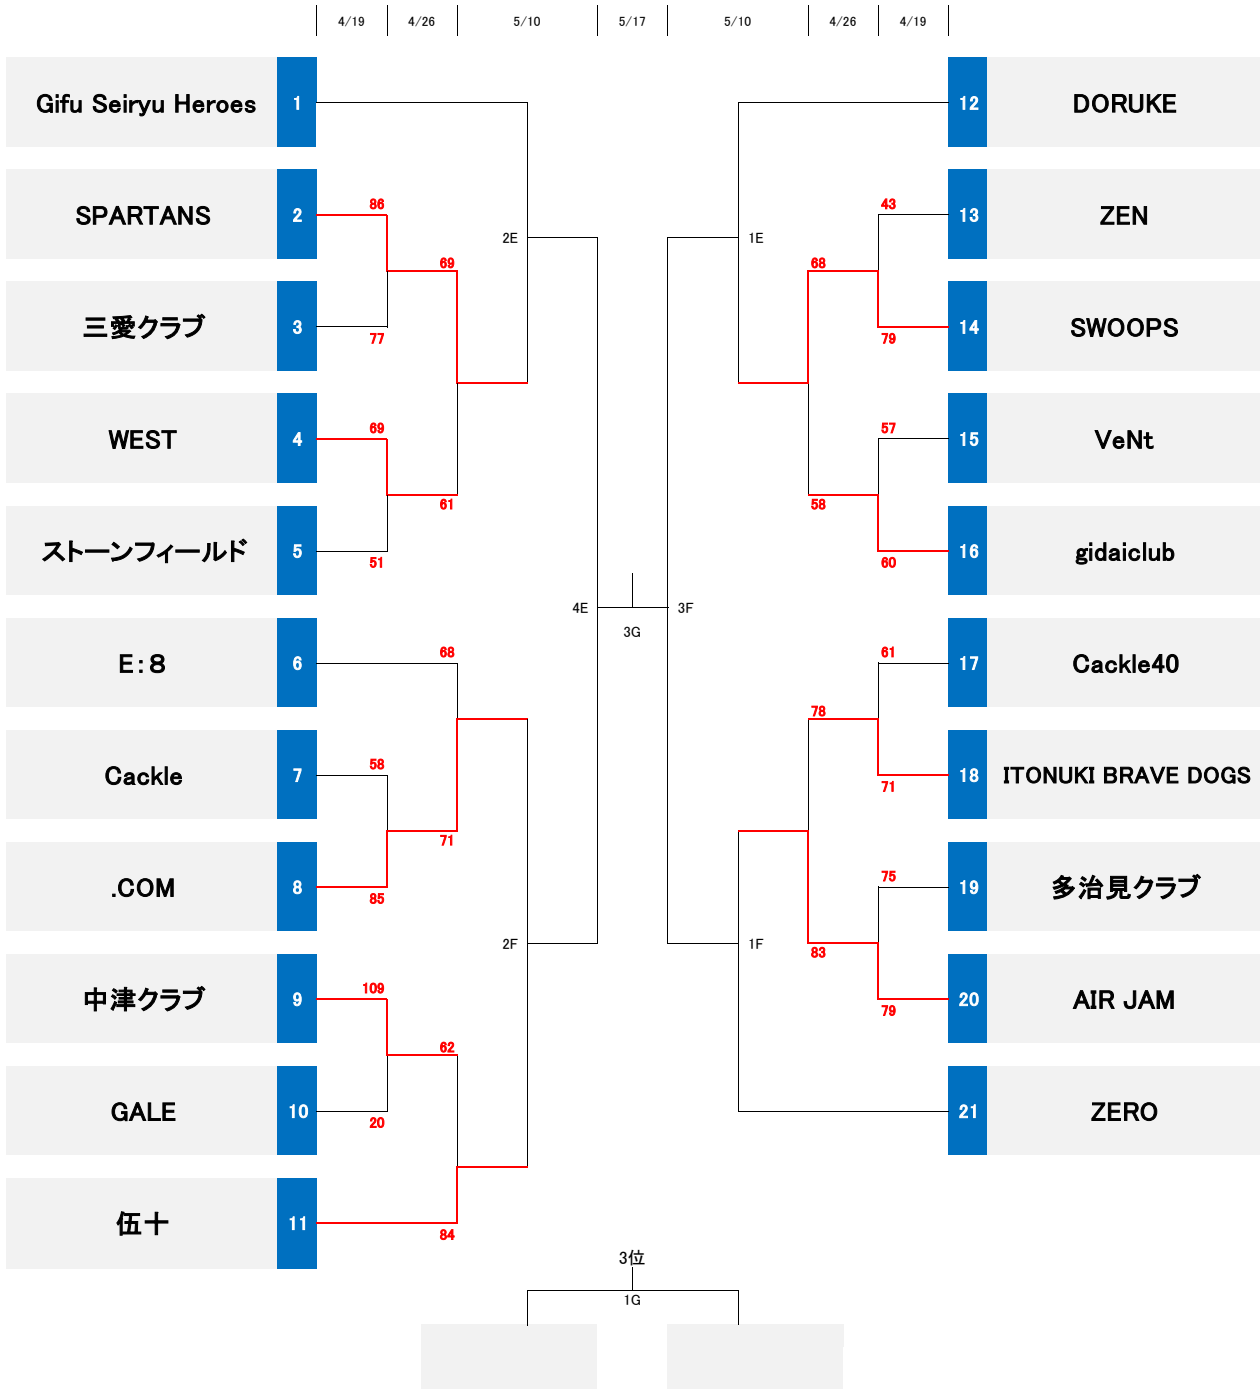 4/19 4/26 5/10 5/17 5/10 4/26 4/19
Gifu Seiryu Heroes 1 12 DORUKE
86 43
SPARTANS 2 13 ZEN
2E 1E
69 68
三愛クラブ 3 14 SWOOPS
77 79
69 57
WEST 4 15 VeNt
61 58
ストーンフィールド 5 16 gidaiclub
51 60
4E 3F
3G
68 61
E:8 6 17 Cackle40
78
58
Cackle 7 18 ITONUKI BRAVE DOGS
71
71
75
.COM 8 19 多治見クラブ
85
2F 1F
83
109
中津クラブ 9 20 AIR JAM
79
62
GALE 10 21 ZERO
20
伍十 11
84
3位
1G